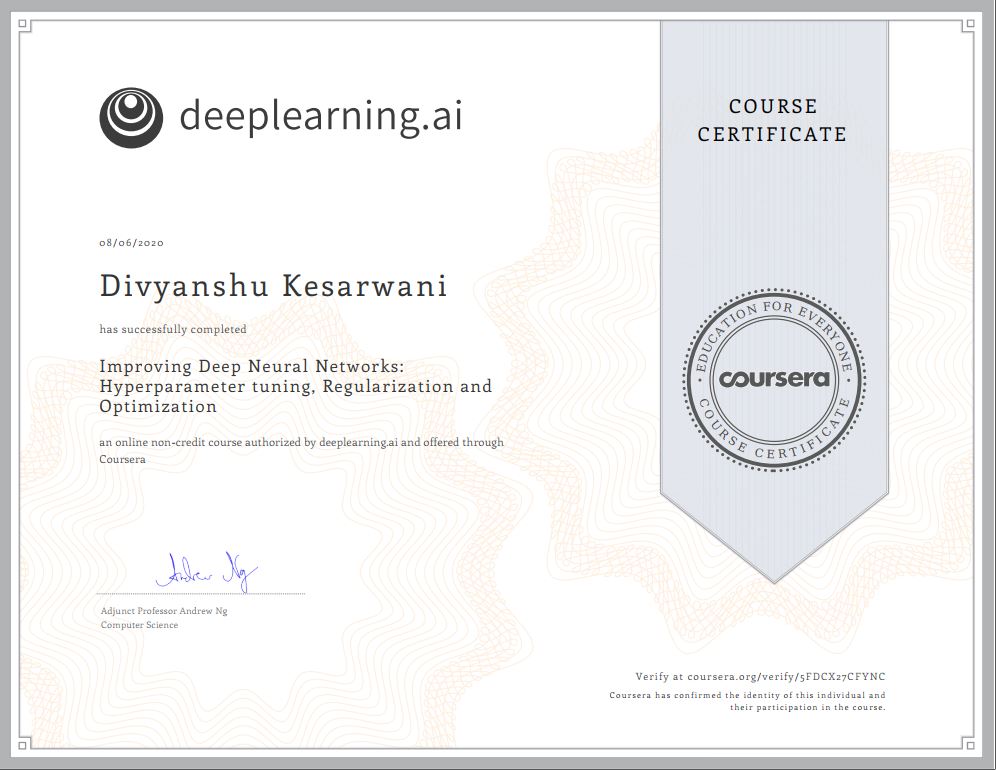 deeplearning.ai
COURSE
CERTIFICATE
08/06/2020
Divyanshu Kesarwani
has successfully completed
Improving Deep Neural Networks:
Hyperparameter tuning, Regularization and
Optimization
an online non-credit course authorized by deeplearning.ai and offered through
Coursera
EDUCATION FOR EVERYONE
coursera
COURSE CERTIFICATE
Andrew Ng
Adjunct Professor Andrew Ng
Computer Science
Verify at coursera.org/verify/5FDCX27CFYNC
Coursera has confirmed the identity of this individual and
their participation in the course.